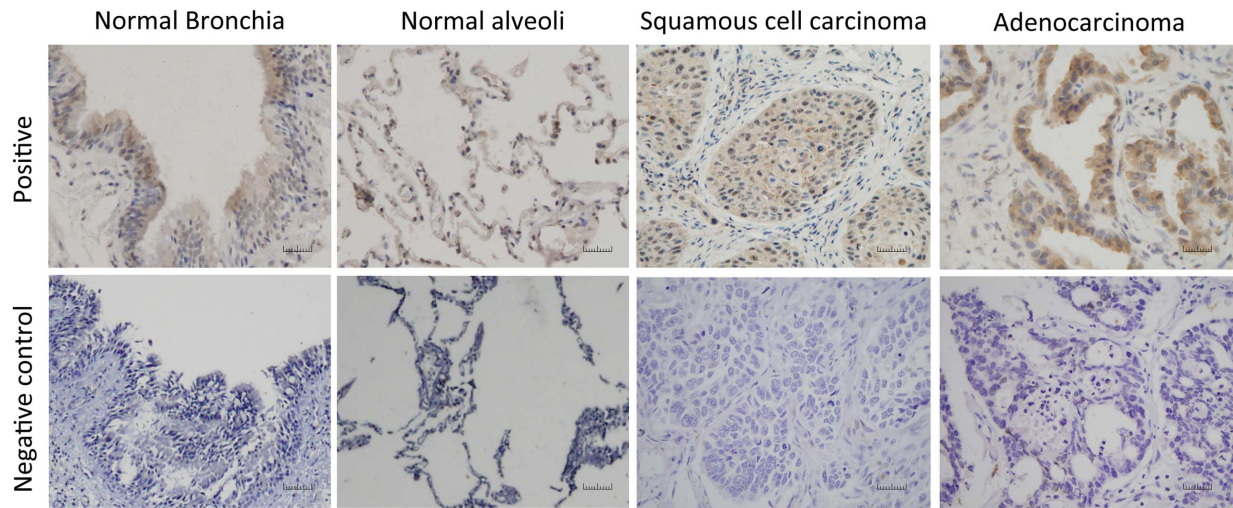 Normal Bronchia
Normal alveoli
Squamous cell carcinoma
Adenocarcinoma
Positive
Negative control